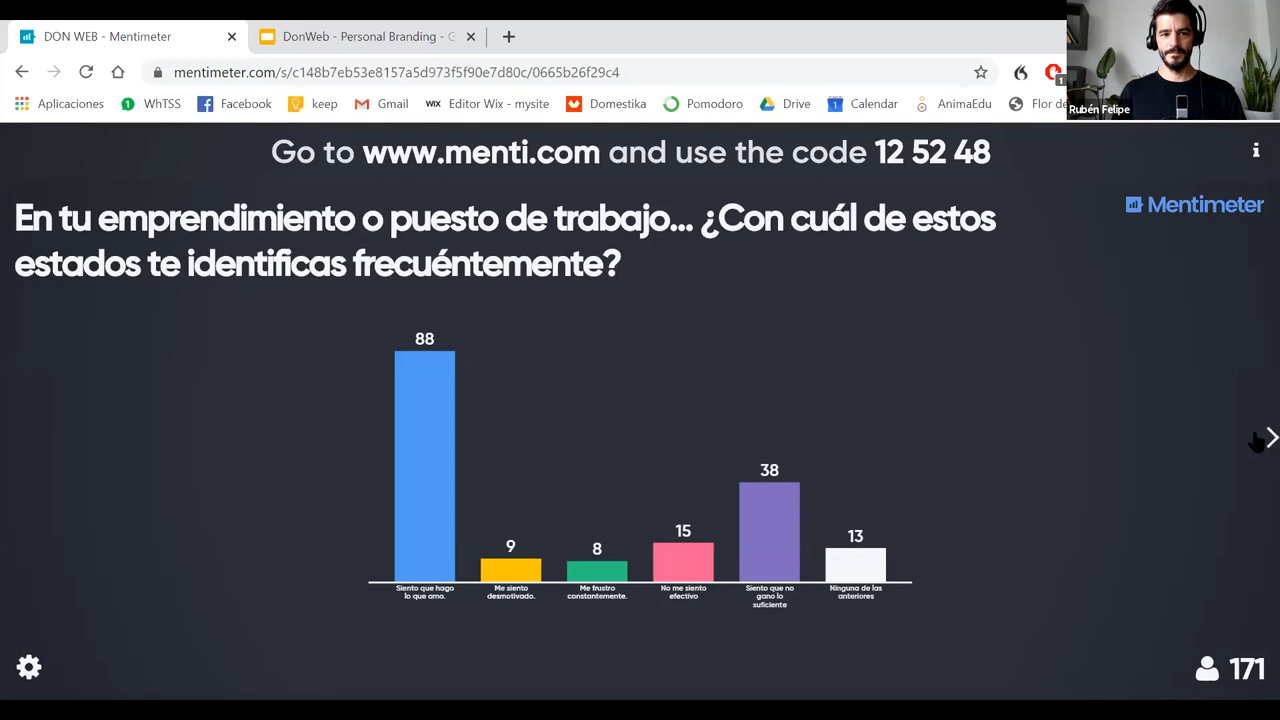 DON WEB - Mentimeter
DonWeb - Personal Branding - G
mentimeter.com/s/c148b7eb53e8157a5d973f5f90e7d80c/0665b26f29c4
1
Aplicaciones
WhTSS
Facebook
keep
Gmail
WIX Editor Wix - mysite
Domestika
Pomodoro
Drive
Calendar
AnimaEdu
Flor de
Rubén Felipe
Go to www.menti.com and use the code 12 52 48
Mentimeter
En tu emprendimiento o puesto de trabajo... ¿Con cuál de estos
estados te identificas frecuéntemente?
88
9
8
15
38
13
Siento que hago
lo que amo.
Me siento
desmotivado.
Me frustro
constantemente.
No me siento
efectivo
Siento que no
gano lo
suficiente
Ninguna de las
anteriores
171